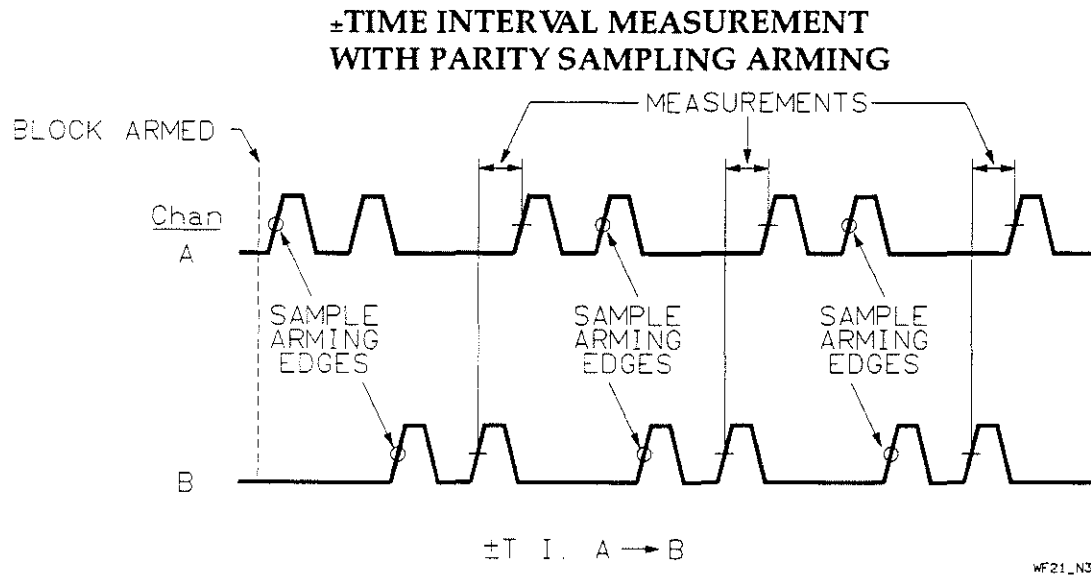 ±TIME INTERVAL MEASUREMENT
WITH PARITY SAMPLING ARMING
MEASUREMENTS
BLOCK ARMED
Chan
A
SAMPLE
ARMING
EDGES
SAMPLE
ARMING
EDGES
SAMPLE
ARMING
EDGES
B
±T I. A → B